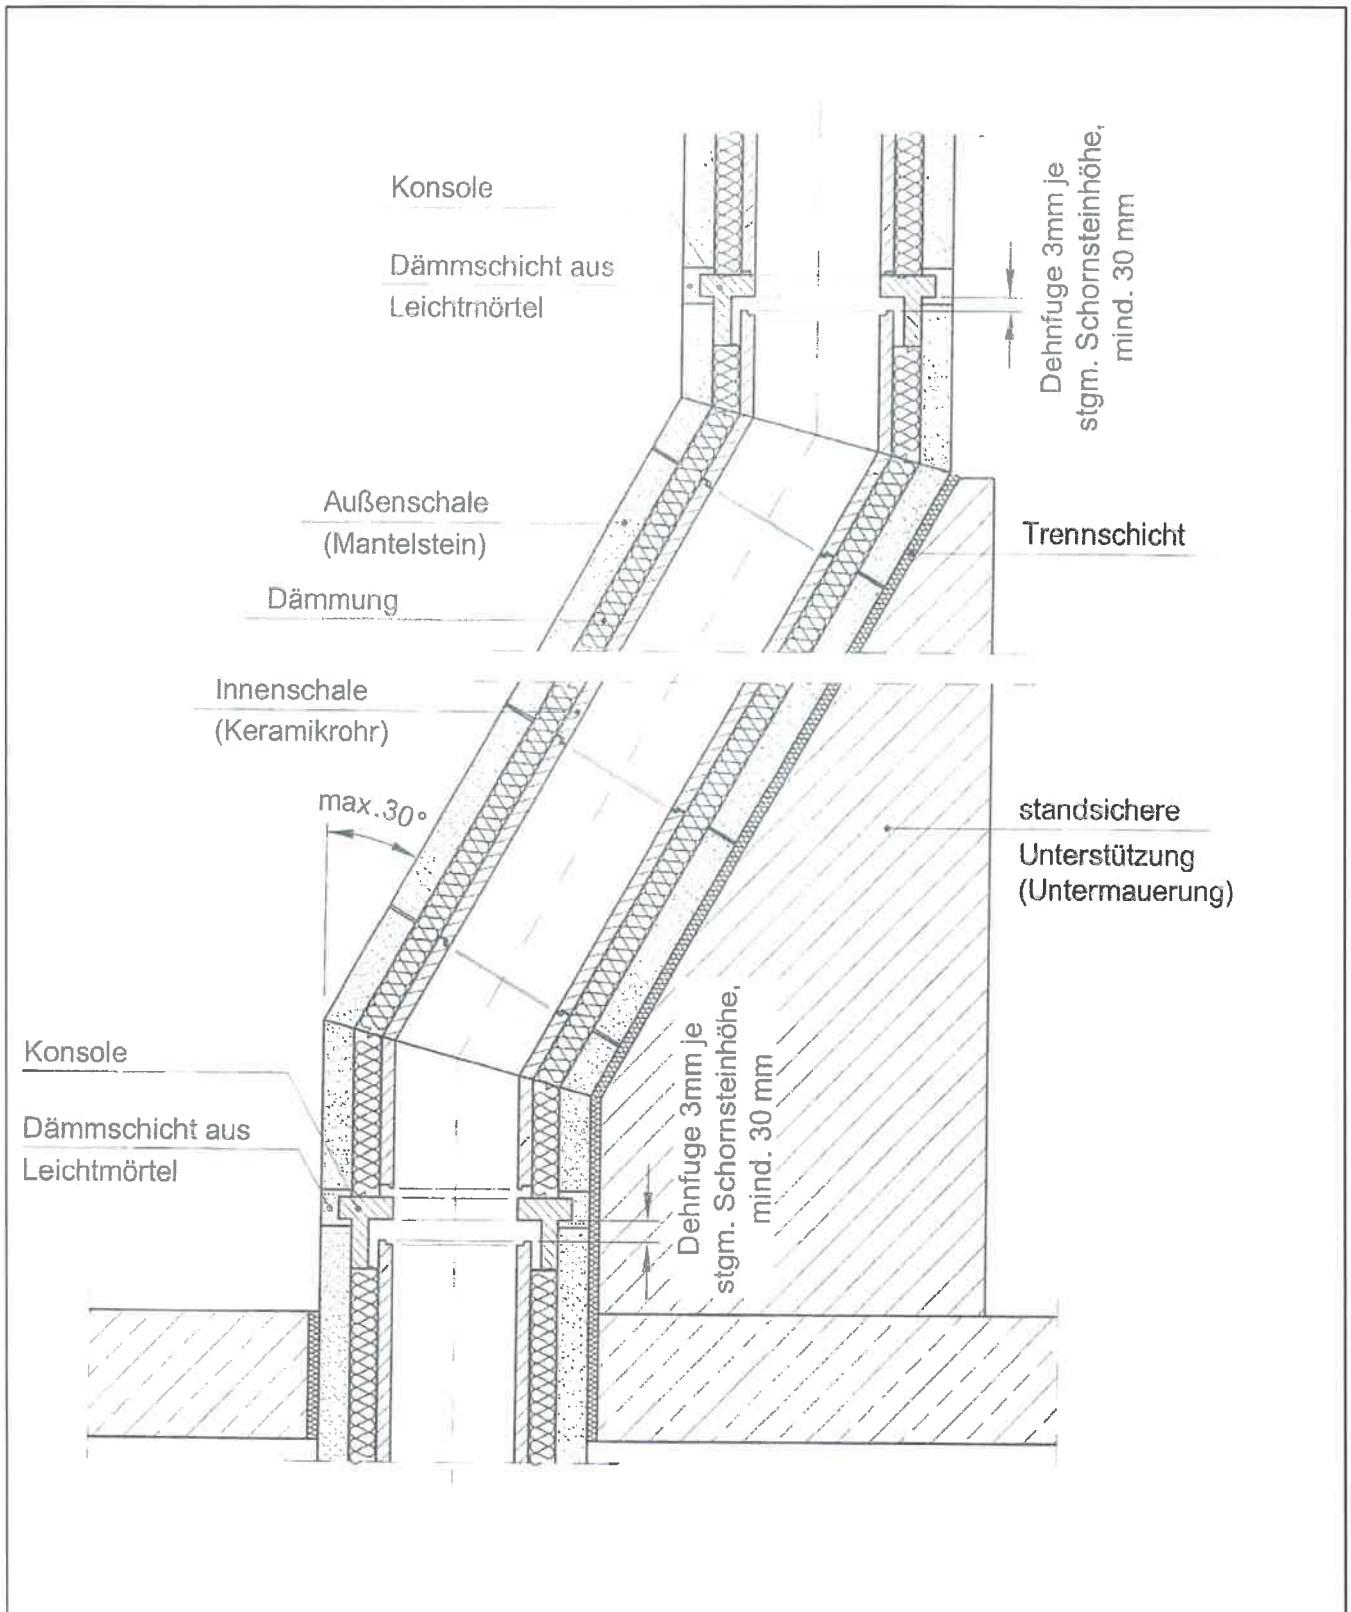 Konsole
Dämmschicht aus
Leichtmörtel
Dehnfuge 3mm je
stgm. Schornsteinhöhe,
mind. 30 mm
Außenschale
(Mantelstein)
Trennschicht
Dämmung
Innenschale
(Keramikrohr)
max.30°
standsichere
Unterstützung
(Untermauerung)
Konsole
Dämmschicht aus
Leichtmörtel
Dehnfuge 3mm je
stgm. Schornsteinhöhe,
mind. 30 mm